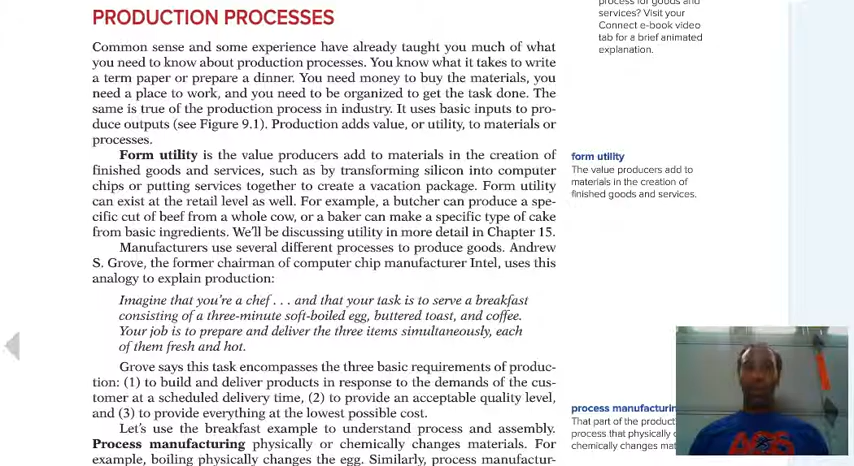 process for goods and
services? Visit your
Connect e-book video
tab for a brief animated
explanation.
PRODUCTION PROCESSES
Common sense and some experience have already taught you much of what
you need to know about production processes. You know what it takes to write
a term paper or prepare a dinner. You need money to buy the materials, you
need a place to work, and you need to be organized to get the task done. The
same is true of the production process in industry. It uses basic inputs to pro-
duce outputs (see Figure 9.1). Production adds value, or utility, to materials or
processes.
Form utility is the value producers add to materials in the creation of
finished goods and services, such as by transforming silicon into computer
chips or putting services together to create a vacation package. Form utility
can exist at the retail level as well. For example, a butcher can produce a spe-
cific cut of beef from a whole cow, or a baker can make a specific type of cake
from basic ingredients. We'll be discussing utility in more detail in Chapter 15.
Manufacturers use several different processes to produce goods. Andrew
S. Grove, the former chairman of computer chip manufacturer Intel, uses this
analogy to explain production:
Imagine that you're a chef . . . and that your task is to serve a breakfast
consisting of a three-minute soft-boiled egg, buttered toast, and coffee.
Your job is to prepare and deliver the three items simultaneously, each
of them fresh and hot.
Grove says this task encompasses the three basic requirements of produc-
tion: (1) to build and deliver products in response to the demands of the cus-
tomer at a scheduled delivery time, (2) to provide an acceptable quality level,
and (3) to provide everything at the lowest possible cost.
Let's use the breakfast example to understand process and assembly.
Process manufacturing physically or chemically changes materials. For
example, boiling physically changes the egg. Similarly, process manufactur-
form utility
The value producers add to
materials in the creation of
finished goods and services.
process manufacturin
That part of the product
process that physically
chemically changes mat